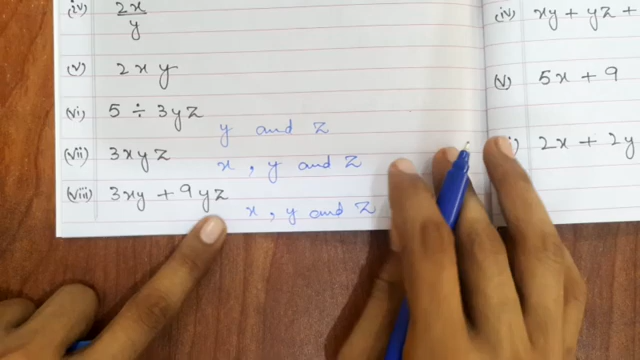 (iv) 2x/y
(v) 2xy
(vi) 5 ÷ 3yz y and z
(vii) 3xyz x, y and z
(viii) 3xy + 9yz x, y and z
(iv) xy + yz +
(v) 5x + 9
2x + 2y